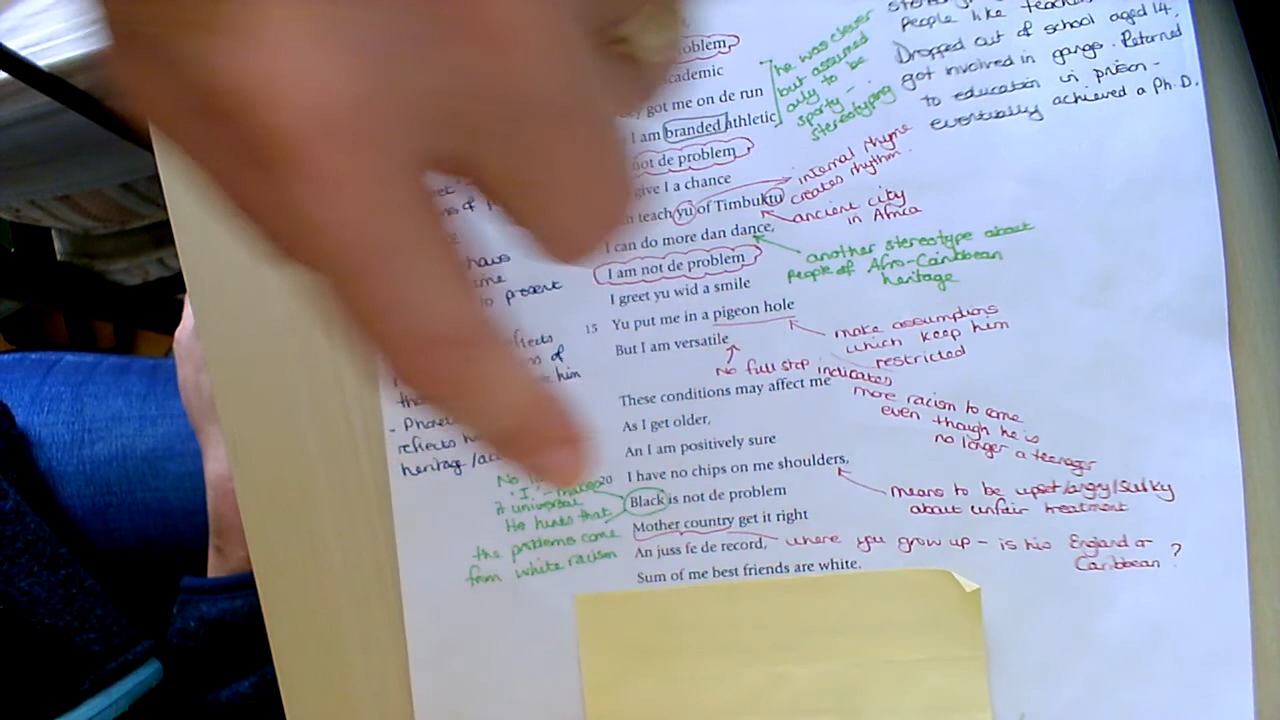 people like
Dropped out of school aged 14,
got involved in gangs. Returned
to education in prison -
eventually achieved a Ph.D.
he was clever
but assumed
only to be
sporty -
stereotyping
got me on de run
I am branded athletic
not de problem
give I a chance
teach yu of Timbuktu
I can do more dan dance,
I am not de problem
I greet yu wid a smile
15 Yu put me in a pigeon hole
But I am versatile
These conditions may affect me
As I get older,
An I am positively sure
20 I have no chips on me shoulders,
Black is not de problem
Mother country get it right
An juss fe de record,
Sum of me best friends are white.
internal rhyme
creates rhythm.
ancient city
in Africa
another stereotype about
people of Afro-Caribbean
heritage
make assumptions
which keep him
restricted
No full stop indicates
more racism to come
even though he is
no longer a teenager
means to be upset/angry/sulky
about unfair treatment
where you grow up - is his England or
Caribbean ?
present
him
reflects
heritage
No
'I' - makes
it universal
He hints that
the problems come
from white racism